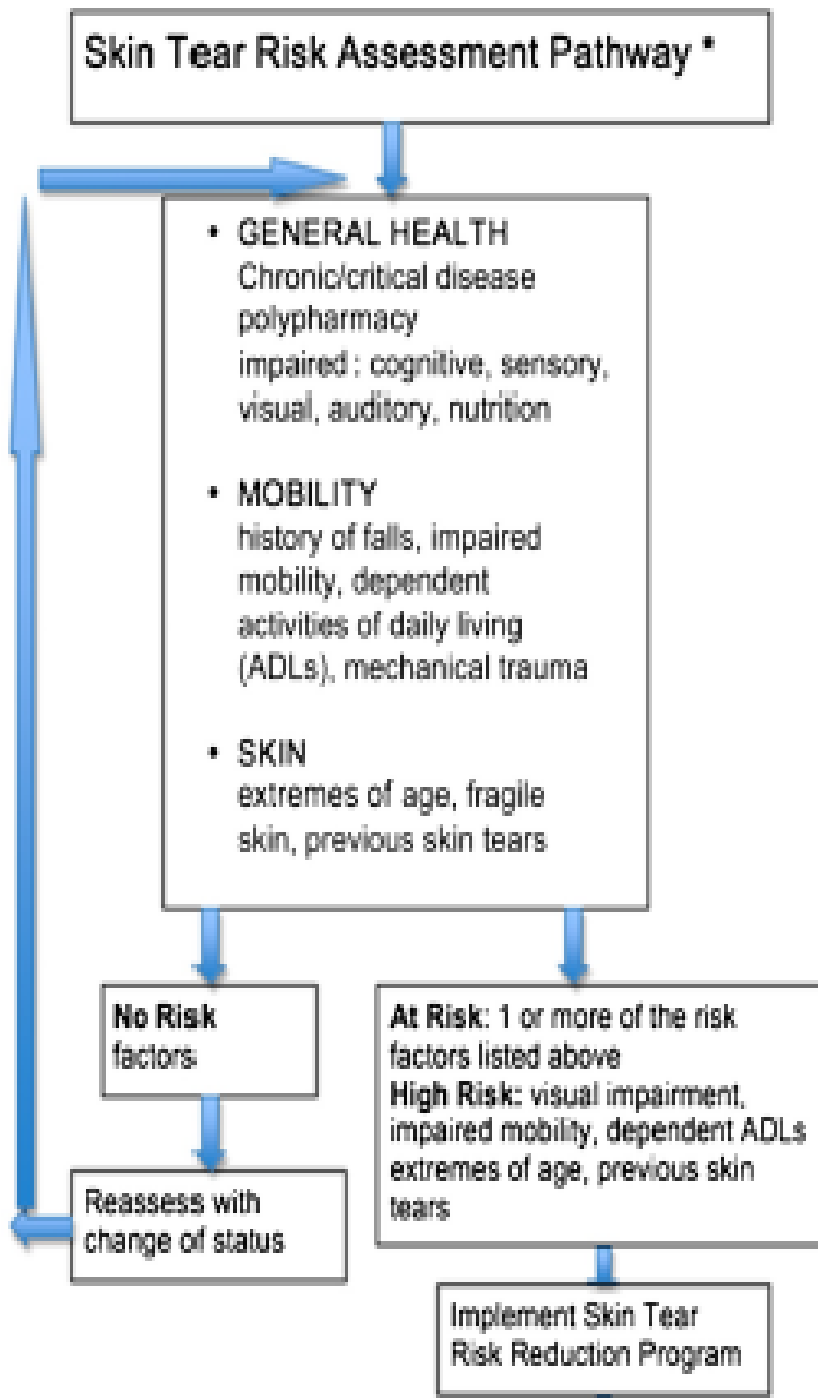 Skin Tear Risk Assessment Pathway *
• GENERAL HEALTH
Chronic/critical disease
polypharmacy
impaired : cognitive, sensory,
visual, auditory, nutrition
• MOBILITY
history of falls, impaired
mobility, dependent
activities of daily living
(ADLs), mechanical trauma
• SKIN
extremes of age, fragile
skin, previous skin tears
No Risk
factors
Reassess with
change of status
At Risk: 1 or more of the risk
factors listed above
High Risk: visual impairment,
impaired mobility, dependent ADLs
extremes of age, previous skin
tears
Implement Skin Tear
Risk Reduction Program